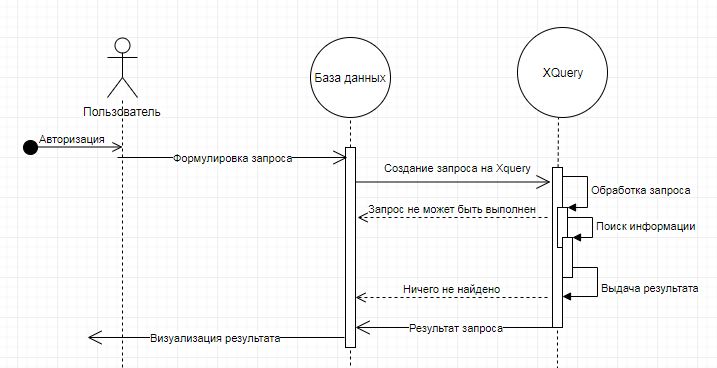 База данных
XQuery
Пользователь
Авторизация
Формулировка запроса
Создание запроса на Xquery
Обработка запроса
Запрос не может быть выполнен
Поиск информации
Ничего не найдено
Выдача результата
Результат запроса
Визуализация результата